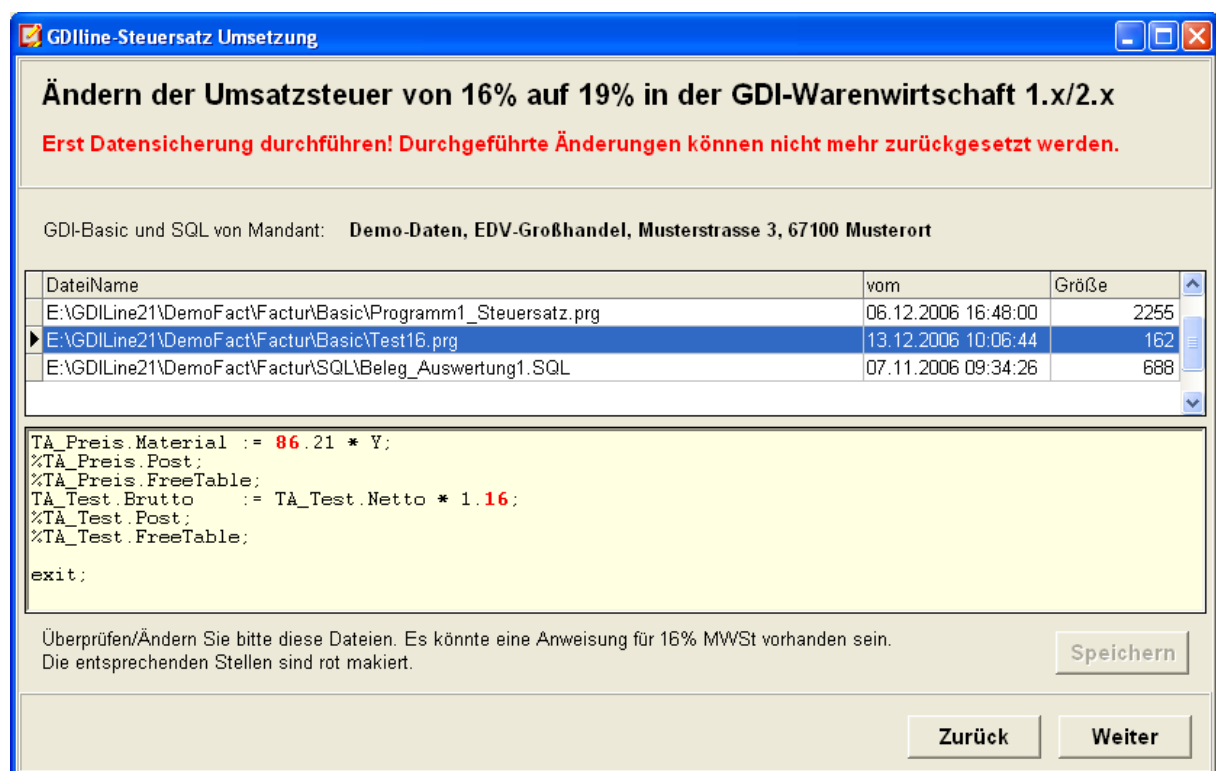 GDIline-Steuersatz Umsetzung
Ändern der Umsatzsteuer von 16% auf 19% in der GDI-Warenwirtschaft 1.x/2.x
Erst Datensicherung durchführen! Durchgeführte Änderungen können nicht mehr zurückgesetzt werden.
GDI-Basic und SQL von Mandant: Demo-Daten, EDV-Großhandel, Musterstrasse 3, 67100 Musterort
DateiName vom Größe
E:\GDILine21\DemoFact\Factur\Basic\Programm1_Steuersatz.prg 06.12.2006 16:48:00 2255
E:\GDILine21\DemoFact\Factur\Basic\Test16.prg 13.12.2006 10:06:44 162
E:\GDILine21\DemoFact\Factur\SQL\Beleg_Auswertung1.SQL 07.11.2006 09:34:26 688
TA_Preis.Material := 86.21 * Y;
%TA_Preis.Post;
%TA_Preis.FreeTable;
TA_Test.Brutto    := TA_Test.Netto * 1.16;
%TA_Test.Post;
%TA_Test.FreeTable;
exit;
Überprüfen/Ändern Sie bitte diese Dateien. Es könnte eine Anweisung für 16% MWSt vorhanden sein.
Die entsprechenden Stellen sind rot makiert.
Speichern
Zurück Weiter